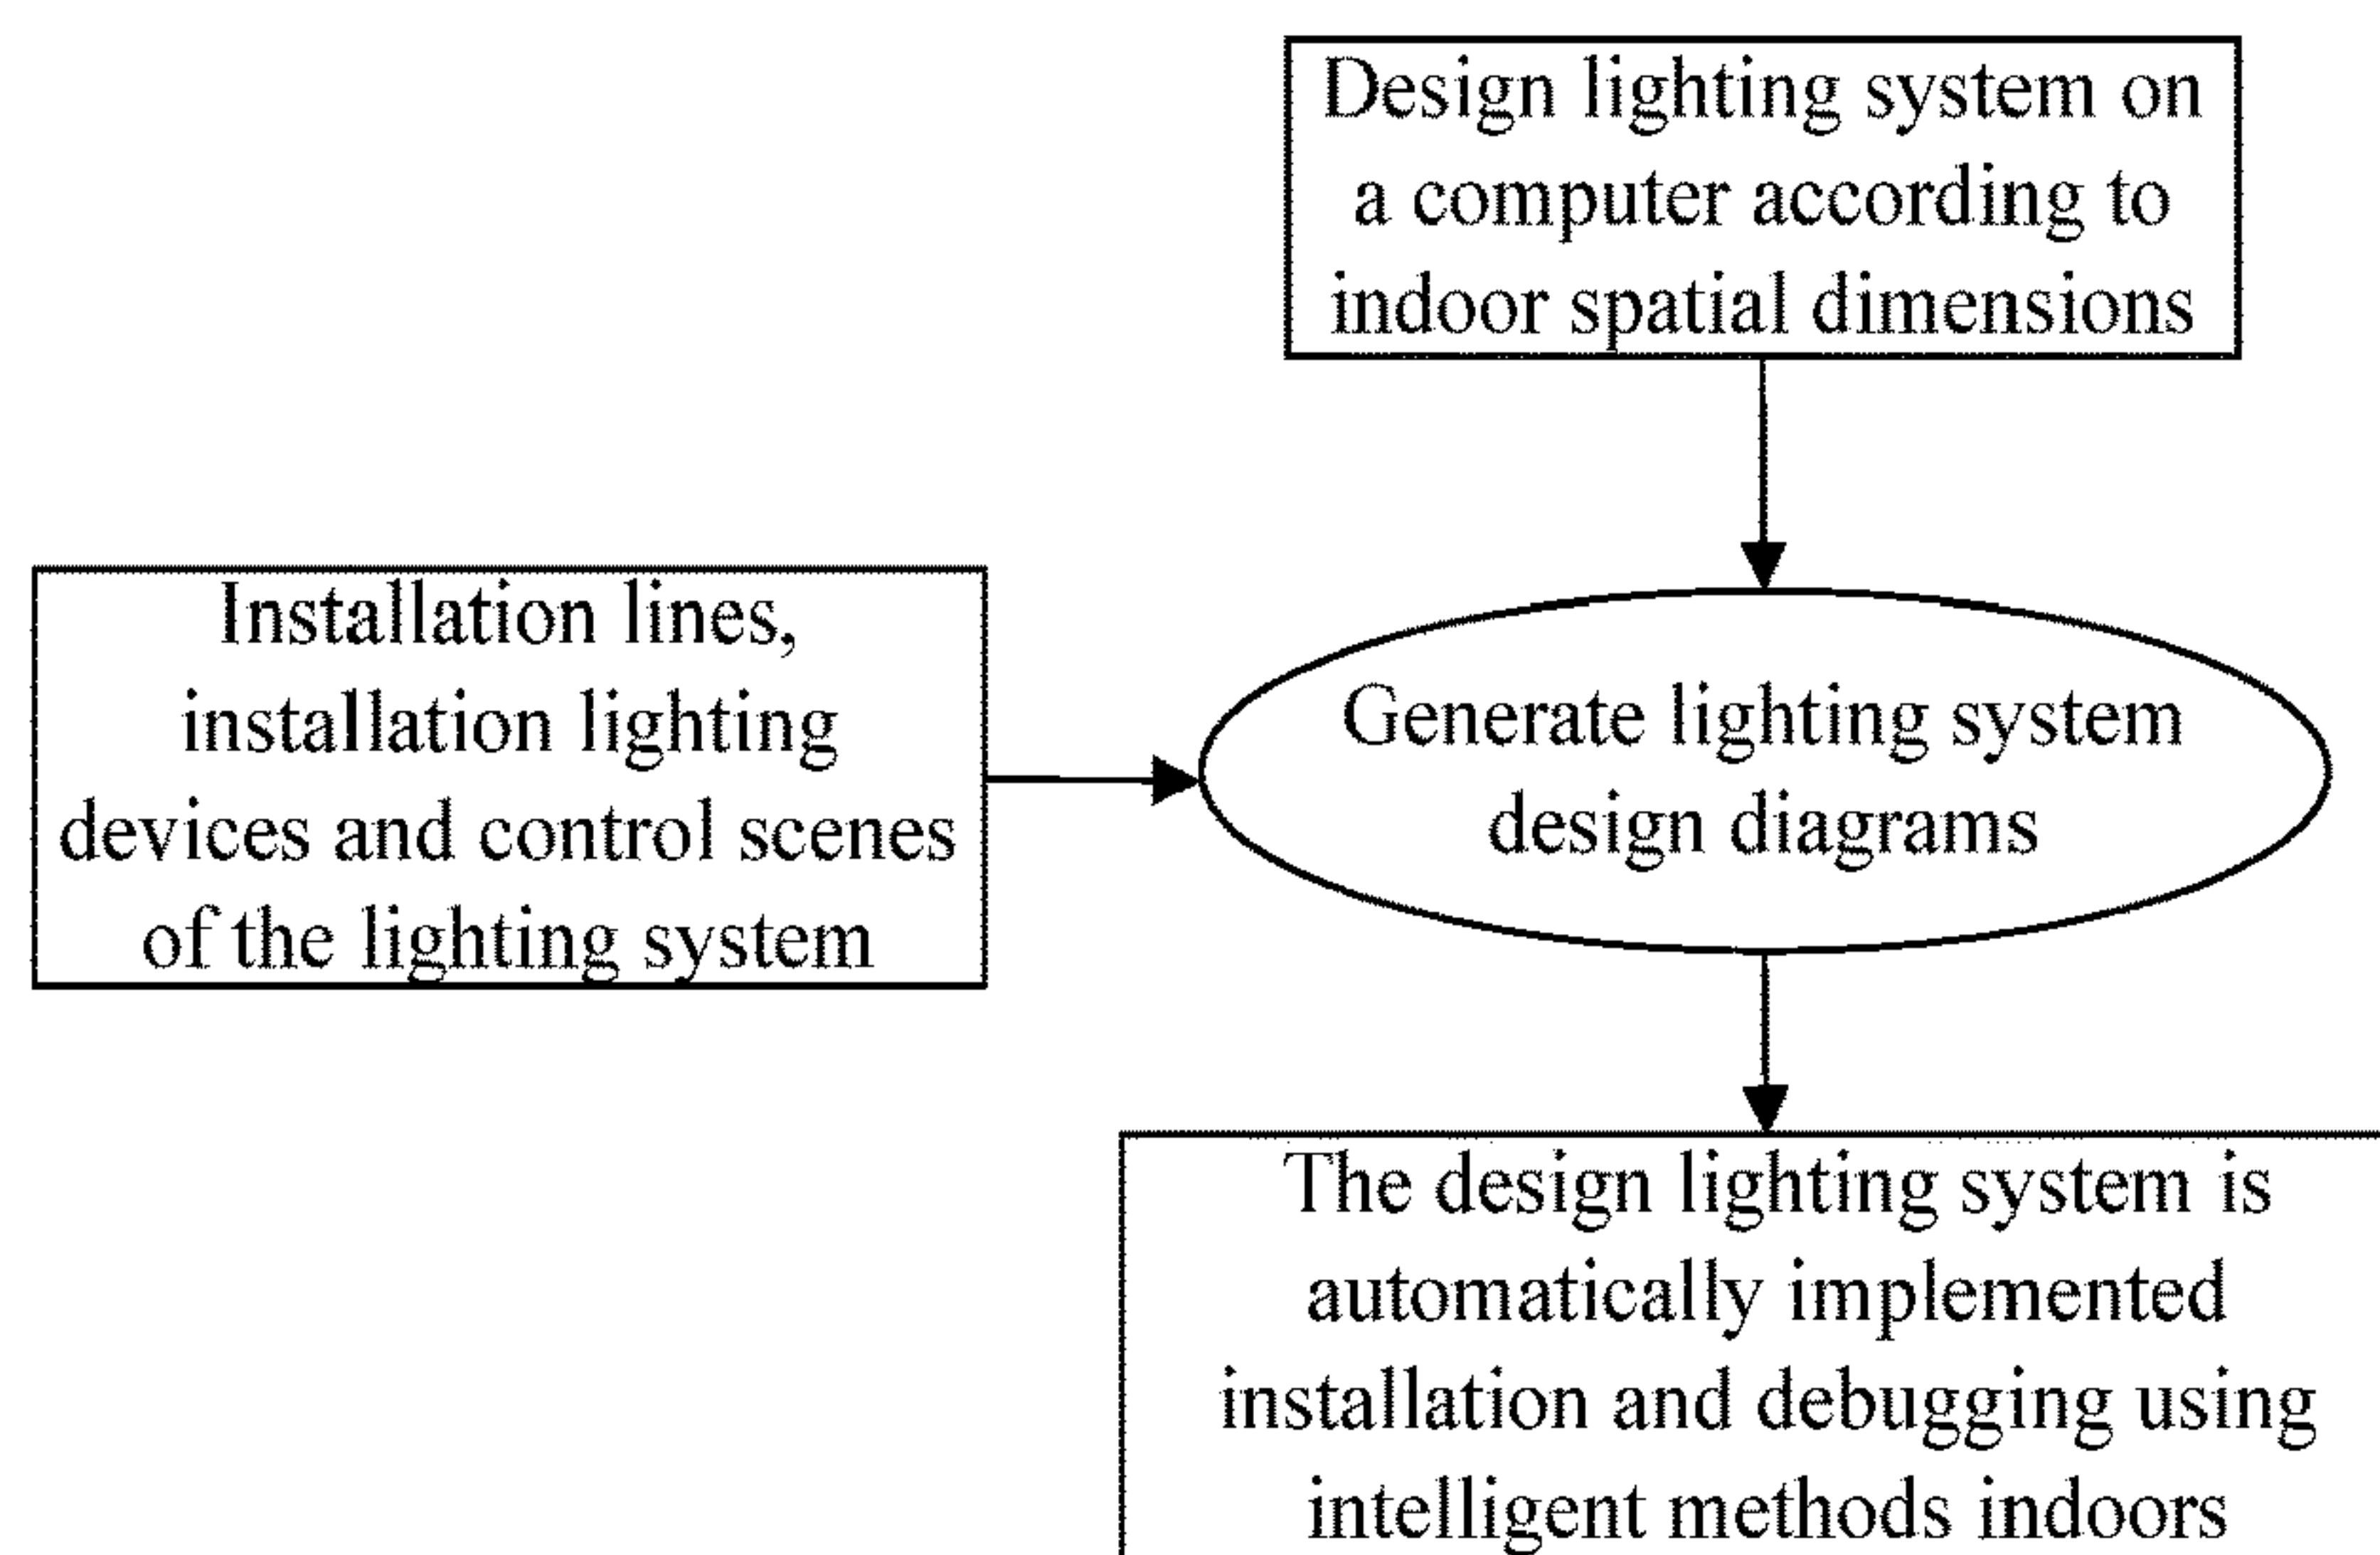 Design lighting system on
a computer according to
indoor spatial dimensions
Installation lines,
installation lighting
devices and control scenes
of the lighting system
Generate lighting system
design diagrams
The design lighting system is
automatically implemented
installation and debugging using
intelligent methods indoors